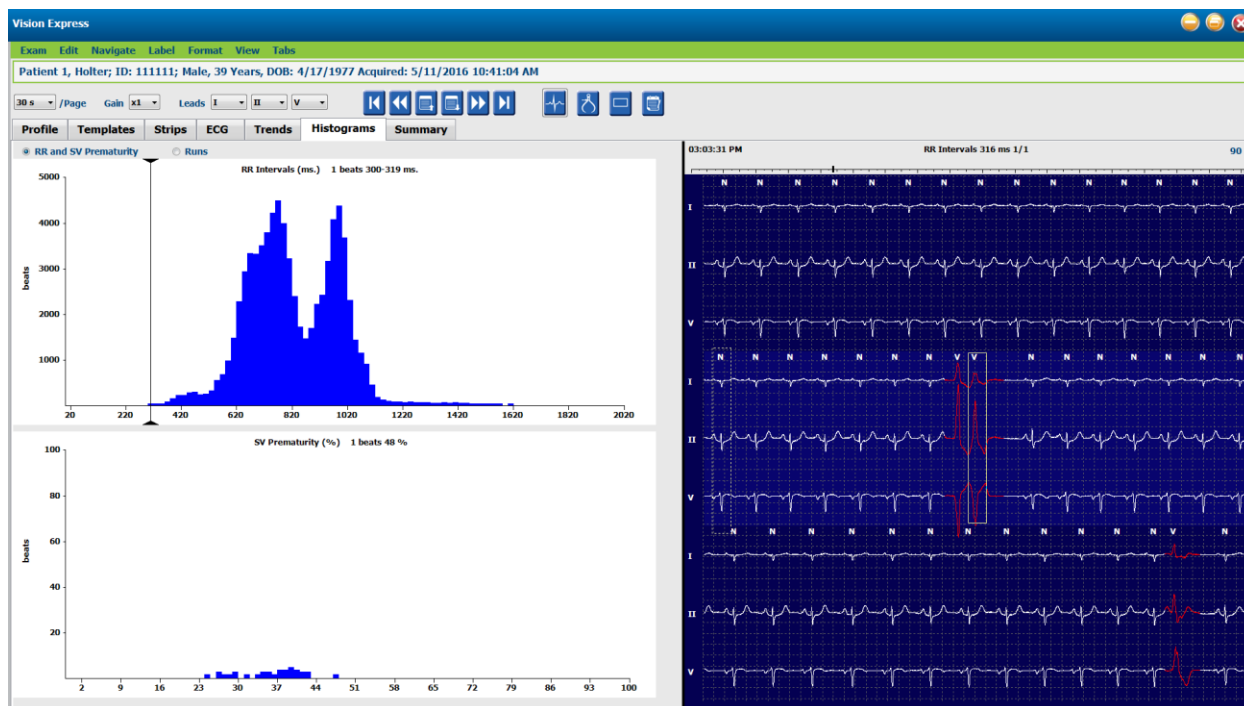 Vision Express
Exam Edit Navigate Label Format View Tabs
Patient 1, Holter; ID: 111111; Male, 39 Years, DOB: 4/17/1977 Acquired: 5/11/2016 10:41:04 AM
30 s /Page Gain x1 Leads I II V
Profile Templates Strips ECG Trends Histograms Summary
RR and SV Prematurity Runs
RR Intervals (ms.) 1 beats 300-319 ms.
5000
4000
3000
2000
1000
beats
20 220 420 620 820 1020 1220 1420 1620 1820 2020
SV Prematurity (%) 1 beats 48 %
100
80
60
40
20
beats
2 9 16 23 30 37 44 51 58 65 72 79 86 93 100
03:03:31 PM RR Intervals 316 ms 1/1 90
N N N N N N N N N N N N N N N
I
II
V
N N N N N N N V V N N N N N N N
I
II
V
N N N N N N N N N N N N V N
I
II
V